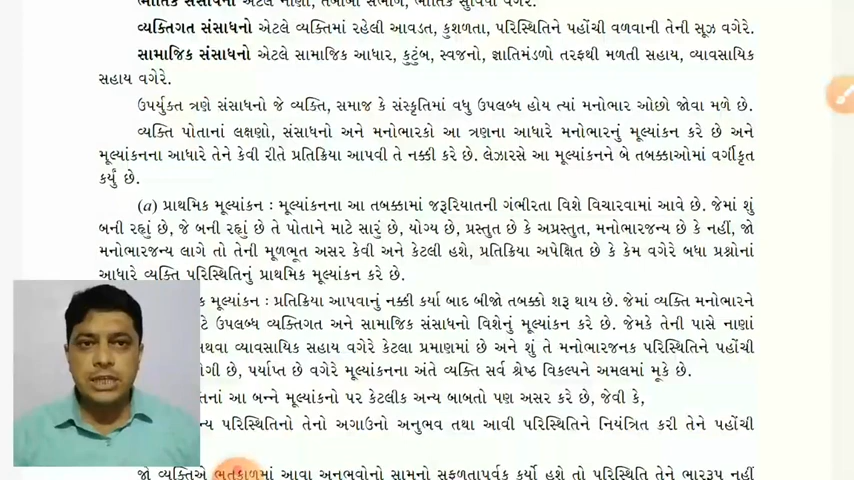 ભૌતિક સંસાધનો એટલે નાણાં, તબીબી સંભાળ, ભૌતિક સુવિધા વગેરે.
વ્યક્તિગત સંસાધનો એટલે વ્યક્તિમાં રહેલી આવડત, કુશળતા, પરિસ્થિતિને પહોંચી વળવાની તેની સૂઝ વગેરે.
સામાજિક સંસાધનો એટલે સામાજિક આધાર, કુટુંબ, સ્વજનો, જ્ઞાતિમંડળો તરફથી મળતી સહાય, વ્યાવસાયિક
સહાય વગેરે.
ઉપર્યુક્ત ત્રણે સંસાધનો જે વ્યક્તિ, સમાજ કે સંસ્કૃતિમાં વધુ ઉપલબ્ધ હોય ત્યાં મનોભાર ઓછો જોવા મળે છે.
વ્યક્તિ પોતાનાં લક્ષણો, સંસાધનો અને મનોભારકો આ ત્રણના આધારે મનોભારનું મૂલ્યાંકન કરે છે અને
મૂલ્યાંકનના આધારે તેને કેવી રીતે પ્રતિક્રિયા આપવી તે નક્કી કરે છે. લેઝારસે આ મૂલ્યાંકનને બે તબક્કાઓમાં વર્ગીકૃત
કર્યું છે.
(a) પ્રાથમિક મૂલ્યાંકન : મૂલ્યાંકનના આ તબક્કામાં જરૂરિયાતની ગંભીરતા વિશે વિચારવામાં આવે છે. જેમાં શું
બની રહ્યું છે, જે બની રહ્યું છે તે પોતાને માટે સારું છે, યોગ્ય છે, પ્રસ્તુત છે કે અપ્રસ્તુત, મનોભારજન્ય છે કે નહીં, જો
મનોભારજન્ય લાગે તો તેની મૂળભૂત અસર કેવી અને કેટલી હશે, પ્રતિક્રિયા અપેક્ષિત છે કે કેમ વગેરે બધા પ્રશ્નોનાં
આધારે વ્યક્તિ પરિસ્થિતિનું પ્રાથમિક મૂલ્યાંકન કરે છે.
ક મૂલ્યાંકન : પ્રતિક્રિયા આપવાનું નક્કી કર્યા બાદ બીજો તબક્કો શરૂ થાય છે. જેમાં વ્યક્તિ મનોભારને
ટે ઉપલબ્ધ વ્યક્તિગત અને સામાજિક સંસાધનો વિશેનું મૂલ્યાંકન કરે છે. જેમકે તેની પાસે નાણાં
અથવા વ્યાવસાયિક સહાય વગેરે કેટલા પ્રમાણમાં છે અને શું તે મનોભારજનક પરિસ્થિતિને પહોંચી
ગી છે, પર્યાપ્ત છે વગેરે મૂલ્યાંકનના અંતે વ્યક્તિ સર્વ શ્રેષ્ઠ વિકલ્પને અમલમાં મૂકે છે.
તનાં આ બન્ને મૂલ્યાંકનો પર કેટલીક અન્ય બાબતો પણ અસર કરે છે, જેવી કે,
ન્ય પરિસ્થિતિનો તેનો અગાઉનો અનુભવ તથા આવી પરિસ્થિતિને નિયંત્રિત કરી તેને પહોંચી
જો વ્યક્તિએ ભૂતકાળમાં આવા અનુભવોનો સામનો સફળતાપૂર્વક કર્યો હશે તો પરિસ્થિતિ તેને ભારરૂપ નહીં